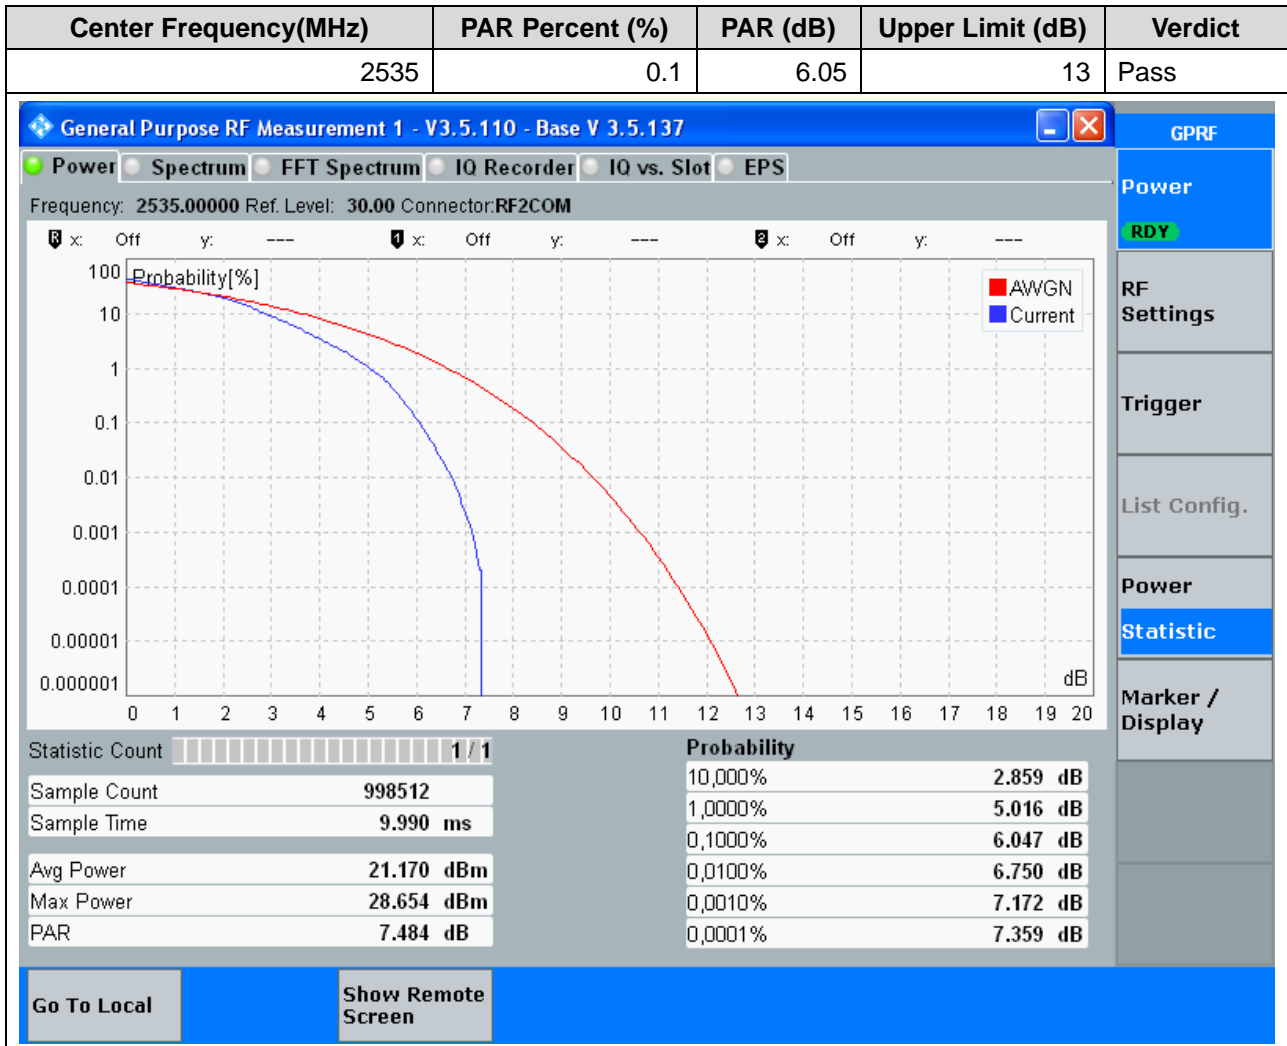 Center Frequency(MHz) PAR Percent (%) PAR (dB) Upper Limit (dB) Verdict
2535 0.1 6.05 13 Pass
General Purpose RF Measurement 1 - V3.5.110 - Base V 3.5.137
GPRF
Power Spectrum FFT Spectrum IQ Recorder IQ vs. Slot EPS
Frequency: 2535.00000 Ref. Level: 30.00 Connector:RF2COM
R x: Off y: --- 1 x: Off y: --- 2 x: Off y: ---
Probability[%]
AWGN
Current
100
10
1
0.1
0.01
0.001
0.0001
0.00001
0.000001
dB
0 1 2 3 4 5 6 7 8 9 10 11 12 13 14 15 16 17 18 19 20
Statistic Count 1 / 1
Sample Count 998512
Sample Time 9.990 ms
Avg Power 21.170 dBm
Max Power 28.654 dBm
PAR 7.484 dB
Probability
10,000% 2.859 dB
1,0000% 5.016 dB
0,1000% 6.047 dB
0,0100% 6.750 dB
0,0010% 7.172 dB
0,0001% 7.359 dB
Power
RDY
RF
Settings
Trigger
List Config.
Power
Statistic
Marker /
Display
Go To Local
Show Remote
Screen